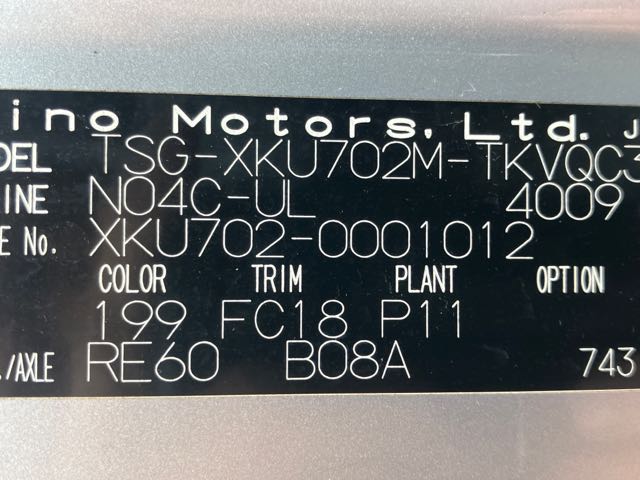 ino Motors, Ltd. J
ODEL TSG-XKU702M-TKVQC3
INE N04C-UL 4009
E No. XKU702-0001012
COLOR TRIM PLANT OPTION
199 FC18 P11
./AXLE RE60 B08A 743